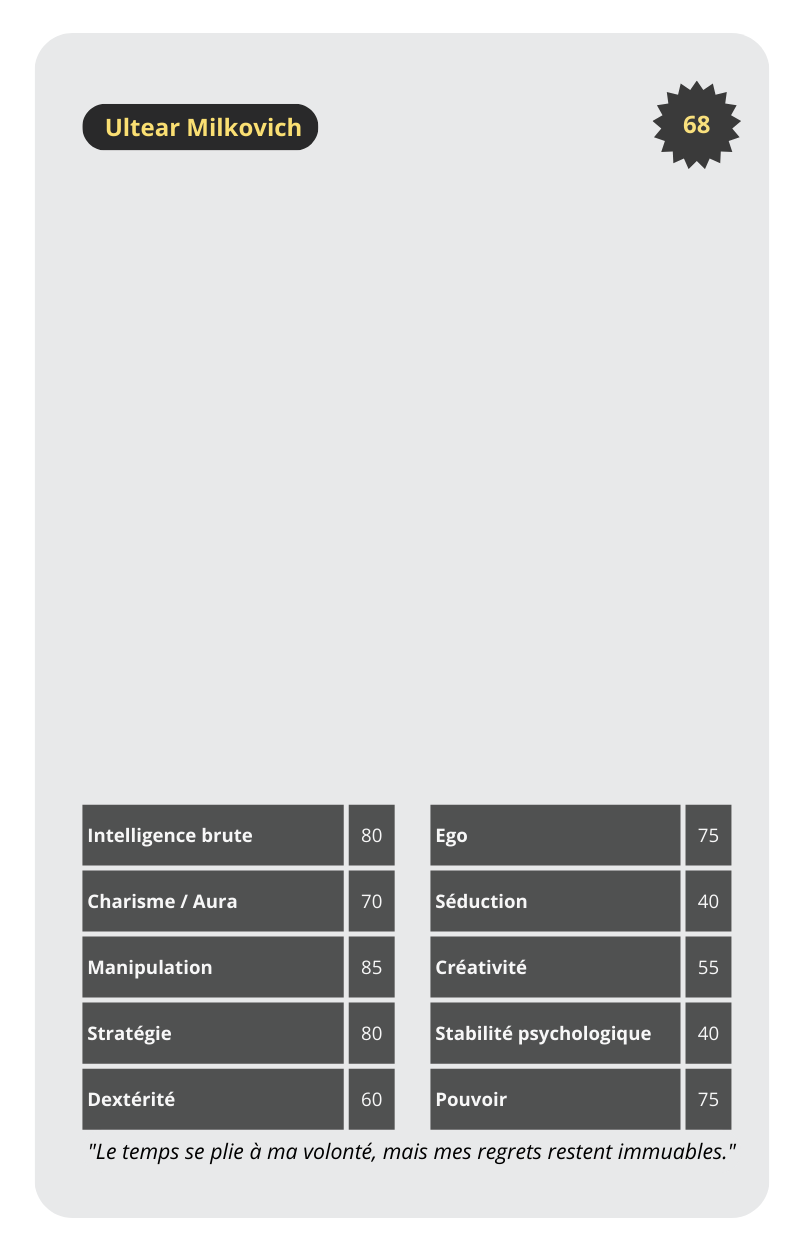 Ultear Milkovich
68
Intelligence brute 80
Ego 75
Charisme / Aura 70
Séduction 40
Manipulation 85
Créativité 55
Stratégie 80
Stabilité psychologique 40
Dextérité 60
Pouvoir 75
"Le temps se plie à ma volonté, mais mes regrets restent immuables."